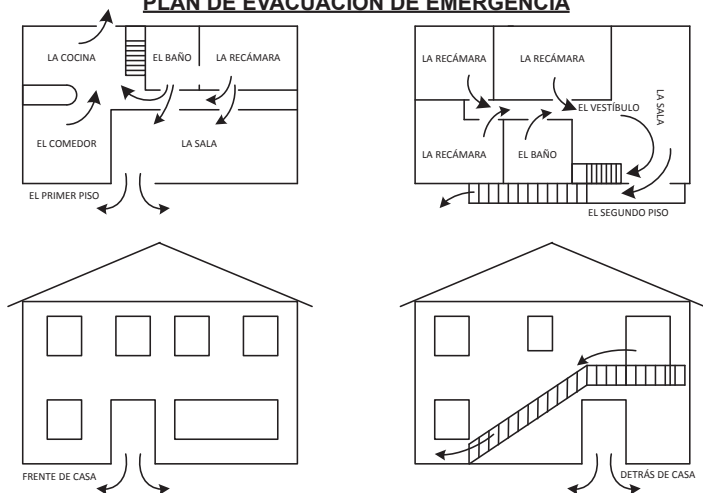 PLAN DE EVACUACIÓN DE EMERGENCIA
LA COCINA
EL BAÑO
LA RECÁMARA
EL COMEDOR
LA SALA
EL PRIMER PISO
LA RECÁMARA
LA RECÁMARA
EL VESTÍBULO
LA SALA
LA RECÁMARA
EL BAÑO
EL SEGUNDO PISO
FRENTE DE CASA
DETRÁS DE CASA